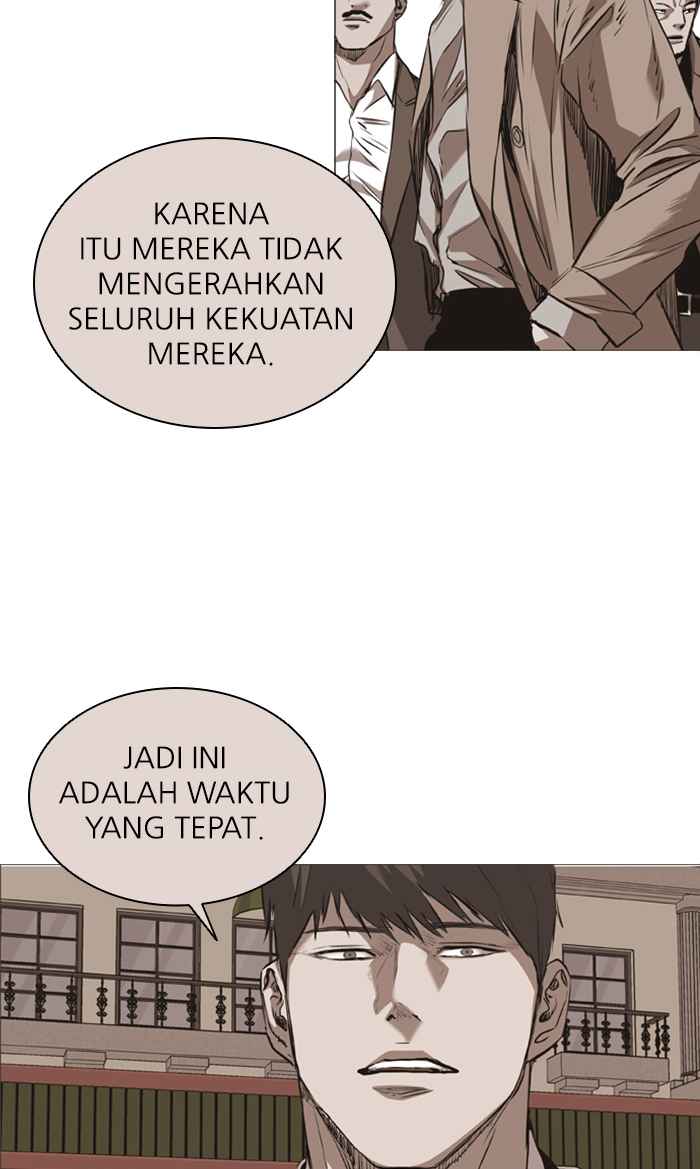 KARENA
ITU MEREKA TIDAK
MENGERAHKAN
SELURUH KEKUATAN
MEREKA.
JADI INI
ADALAH WAKTU
YANG TEPAT.